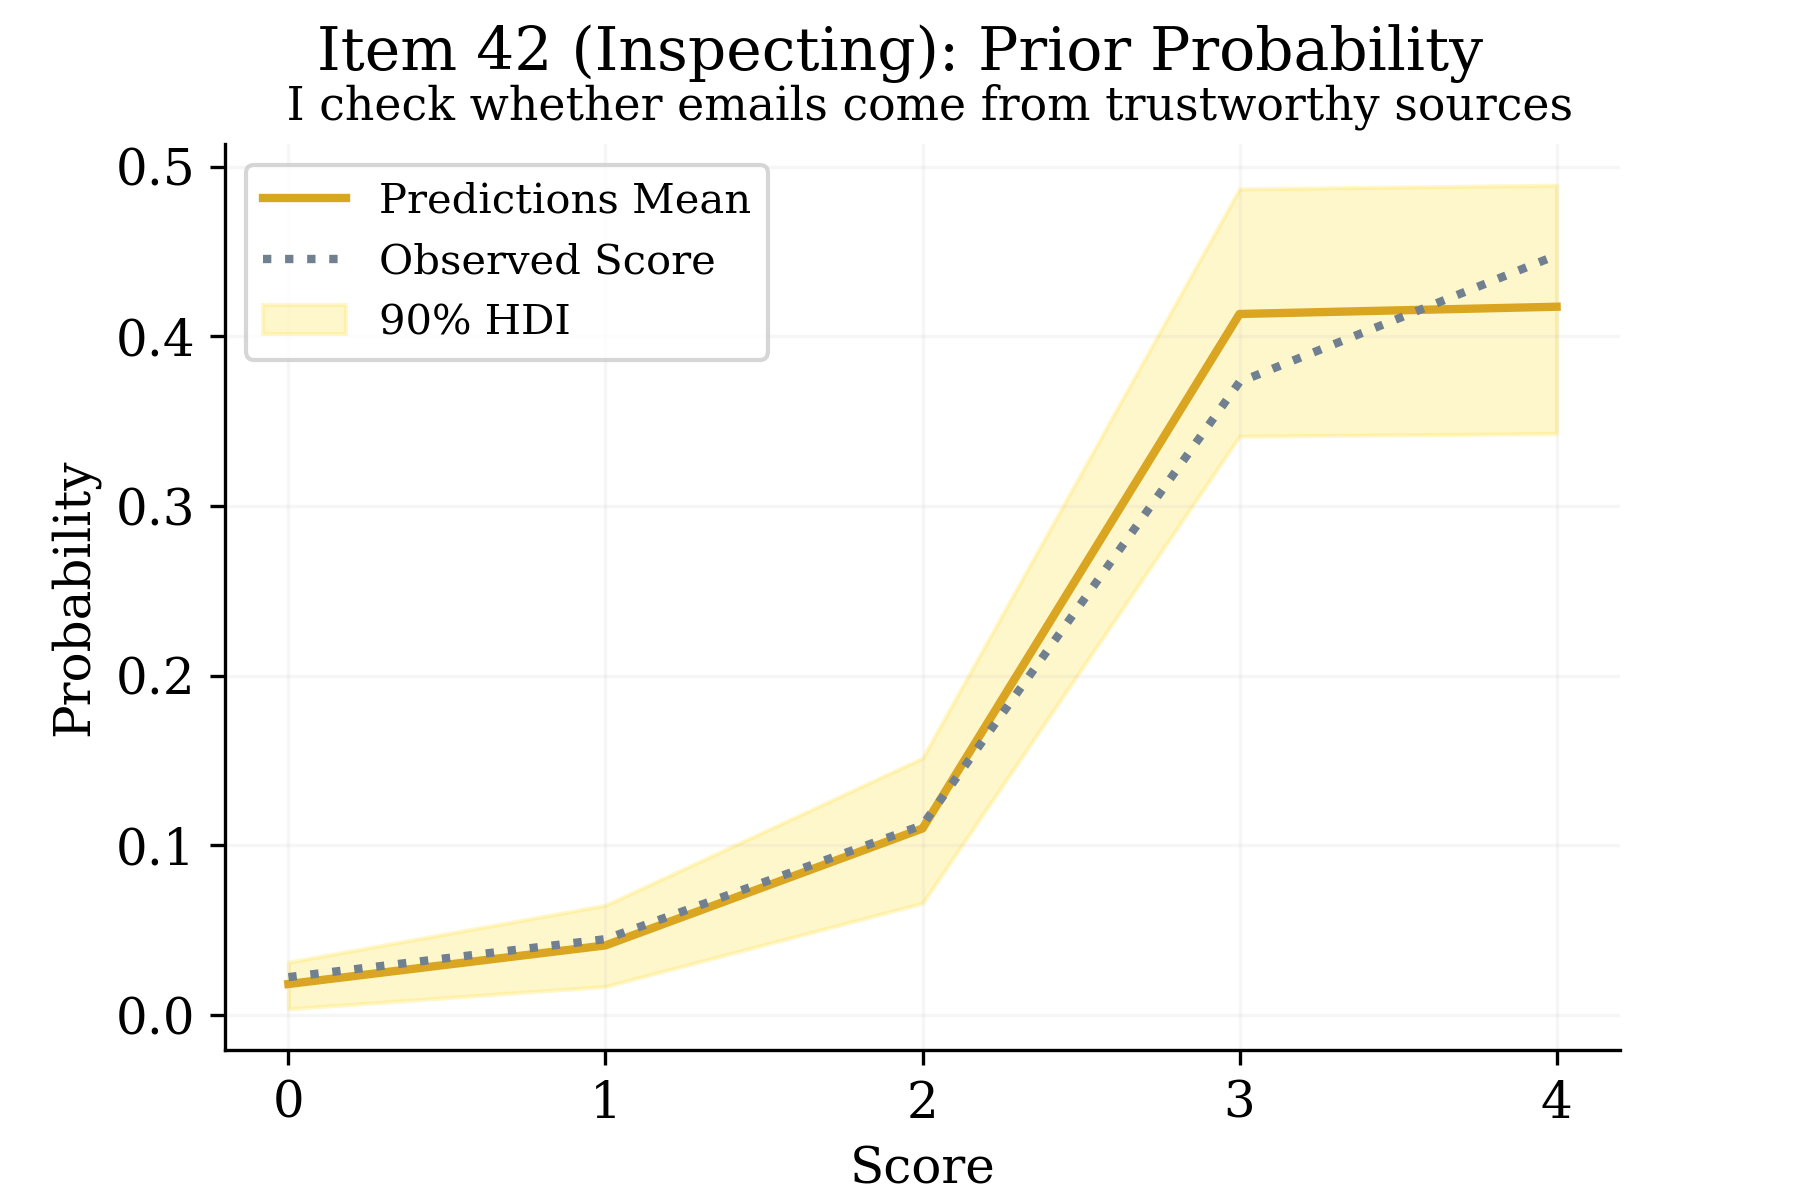 Item 42 (Inspecting): Prior Probability
I check whether emails come from trustworthy sources
Predictions Mean
Observed Score
90% HDI
0.5
0.4
0.3
0.2
0.1
0.0
Probability
0 1 2 3 4
Score